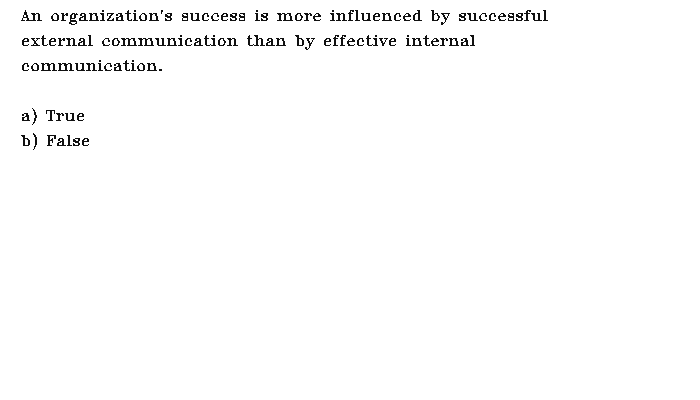 An organization's success is more influenced by successful
external communication than by effective internal
communication.
a) True
b) False